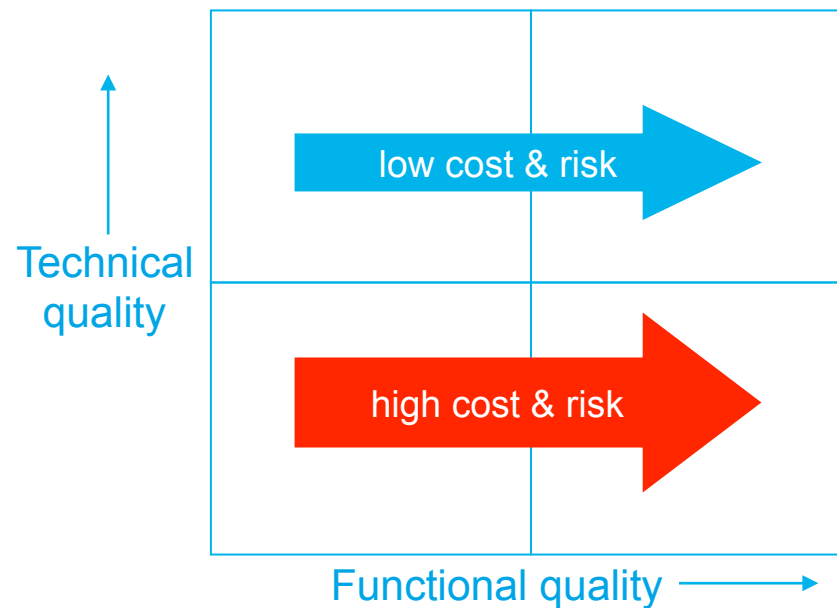 low cost & risk
Technical
quality
high cost & risk
Functional quality